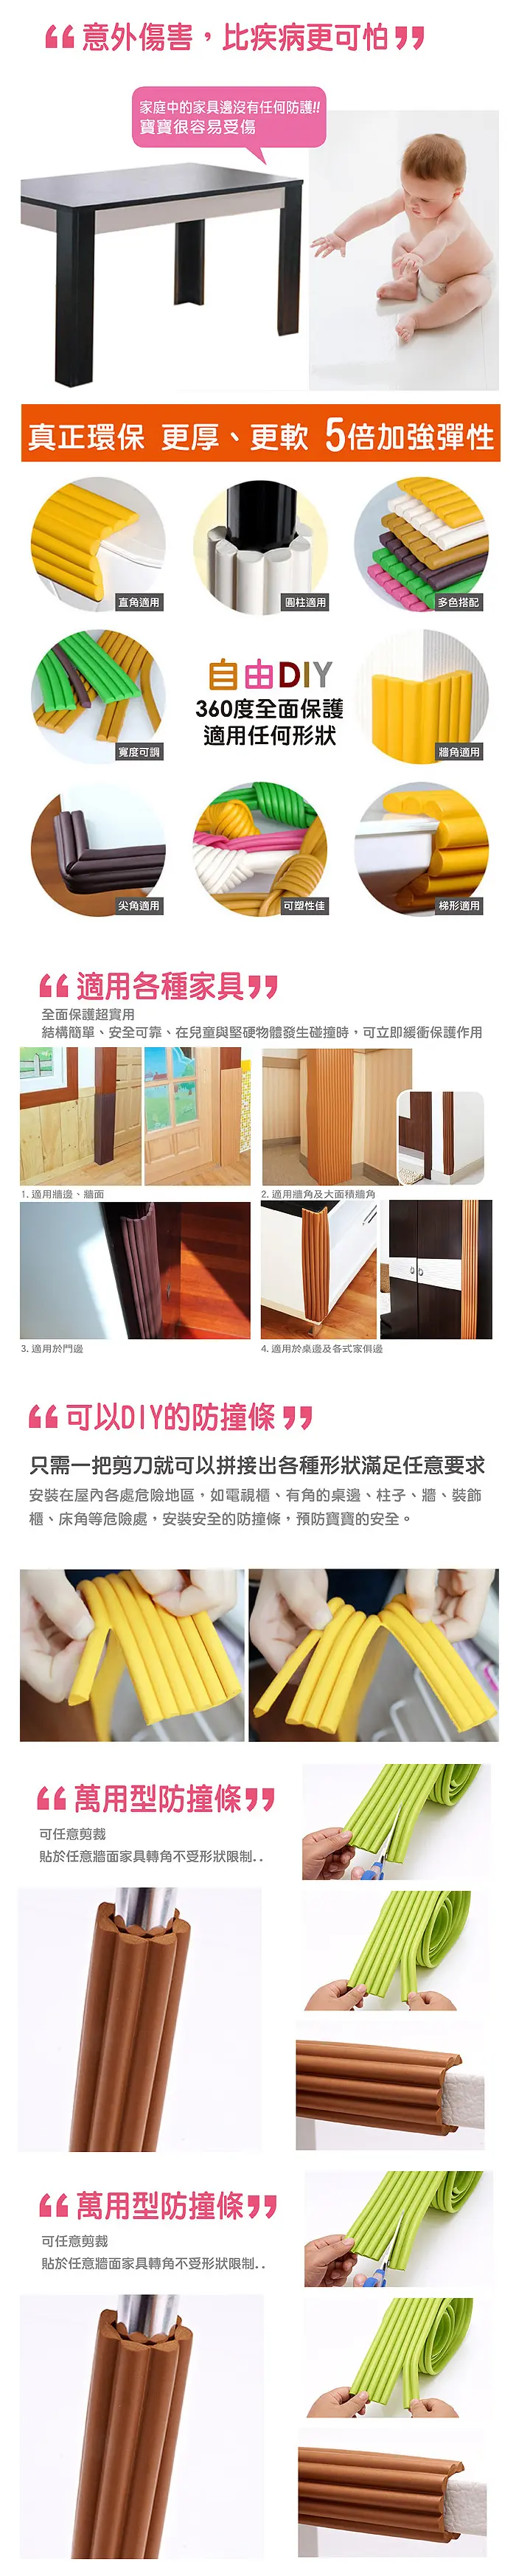 意外傷害，比疾病更可怕
家庭中的家具邊沒有任何防護!!
寶寶很容易受傷
真正環保 更厚、更軟 5倍加強彈性
直角適用
圓柱適用
多色搭配
寬度可調
自由DIY
360度全面保護
適用任何形狀
牆角適用
尖角適用
可塑性佳
梯形適用
適用各種家具
全面保護超實用
結構簡單、安全可靠、在兒童與堅硬物體發生碰撞時，可立即緩衝保護作用
1. 適用牆邊、牆面
2. 適用牆角及大面積牆角
3. 適用於門邊
4. 適用於桌邊及各式家俱邊
可以DIY的防撞條
只需一把剪刀就可以拼接出各種形狀滿足任意要求
安裝在屋內各處危險地區，如電視櫃、有角的桌邊、柱子、牆、裝飾
櫃、床角等危險處，安裝安全的防撞條，預防寶寶的安全。
萬用型防撞條
可任意剪裁
貼於任意牆面家具轉角不受形狀限制..
萬用型防撞條
可任意剪裁
貼於任意牆面家具轉角不受形狀限制..